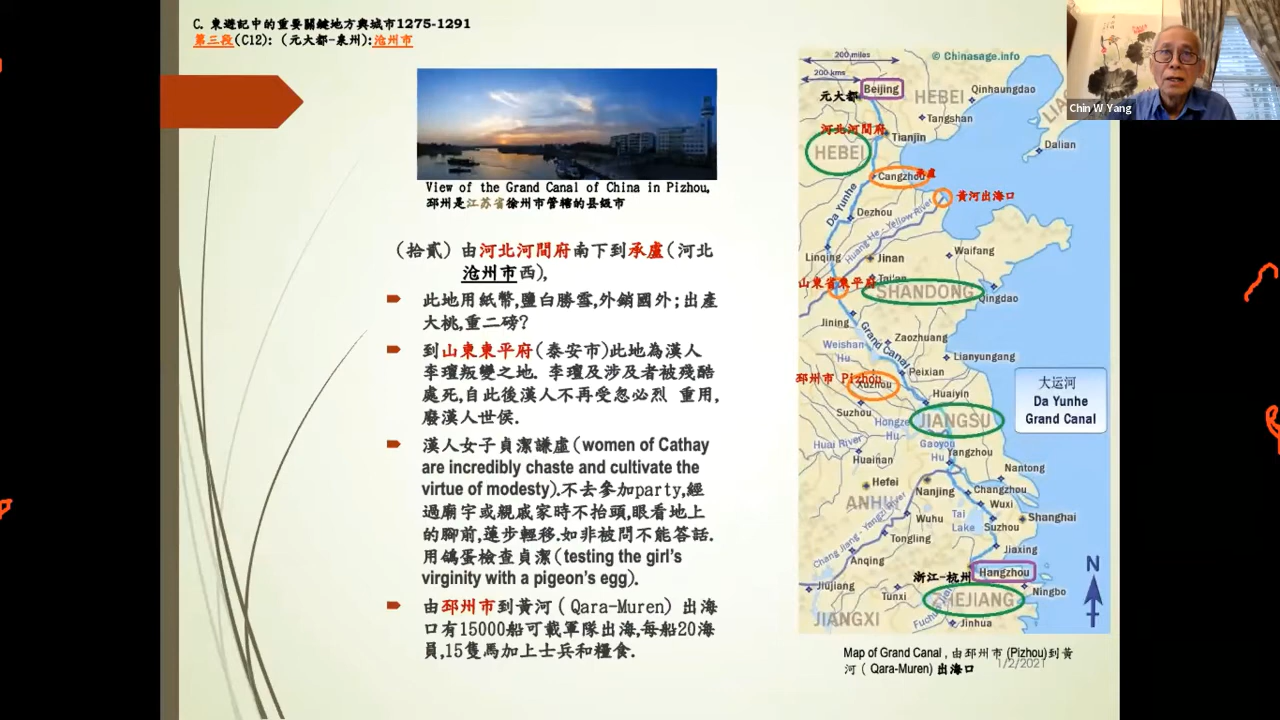 C. 東遊記中的重要關鍵地方與城市1275-1291
第三段(C12): (元大都-泉州):沧州市
View of the Grand Canal of China in Pizhou,
邳州是江苏省徐州市管辖的县级市
(拾貳) 由河北河間府南下到承盧(河北
沧州市西),
此地用紙幣,鹽白勝雪,外銷國外;出產
大桃,重二磅?
到山東東平府(泰安市)此地為漢人
李璮叛變之地. 李璮及涉及者被殘酷
處死,自此後漢人不再受忽必烈 重用,
廢漢人世侯.
漢人女子貞潔謙虛(women of Cathay
are incredibly chaste and cultivate the
virtue of modesty).不去參加party,經
過廟宇或親戚家時不抬頭,眼看地上
的腳前,蓮步輕移.如非被問不能答話.
用鴿蛋檢查貞潔(testing the girl's
virginity with a pigeon's egg).
由邳州市到黃河(Qara-Muren) 出海
口有15000船可載軍隊出海,每船20海
員,15隻馬加上士兵和糧食.
200 miles
200 kms
© Chinasage.info
元大都
Beijing
HEBEI
Qinhaungdao
Tangshan
河北河間府
Tianjin
HEBEI
Dalian
Cangzhou
承盧
黃河出海口
Da Yunhe
Dezhou
Huang He - Yellow River
Linqing
Jinan
Waifang
Tai'an
山東省東平府
SHANDONG
Qingdao
Jining
Grand Canal
Zaozhuang
Weishan
Hu
Lianyungang
Peixian
邳州市 Pizhou
Xuzhou
Suzhou
Huaiyin
Hongze
Hu
JIANGSU
Huai River
Gaoyou
Hu
Huainan
Yangzhou
Hefei
Nantong
ANHUI
Nanjing
Changzhou
Wuxi
Chang Jiang - Yangzi River
Wuhu
Tai
Lake
Shanghai
Suzhou
Tongling
Jiaxing
Anqing
浙江-杭州
Hangzhou
Jiujiang
Tunxi
Ningbo
ZHEJIANG
JIANGXI
Jinhua
大运河
Da Yunhe
Grand Canal
N
Map of Grand Canal , 由邳州市 (Pizhou)到黃
河 ( Qara-Muren) 出海口
1/2/2021
Chin W Yang